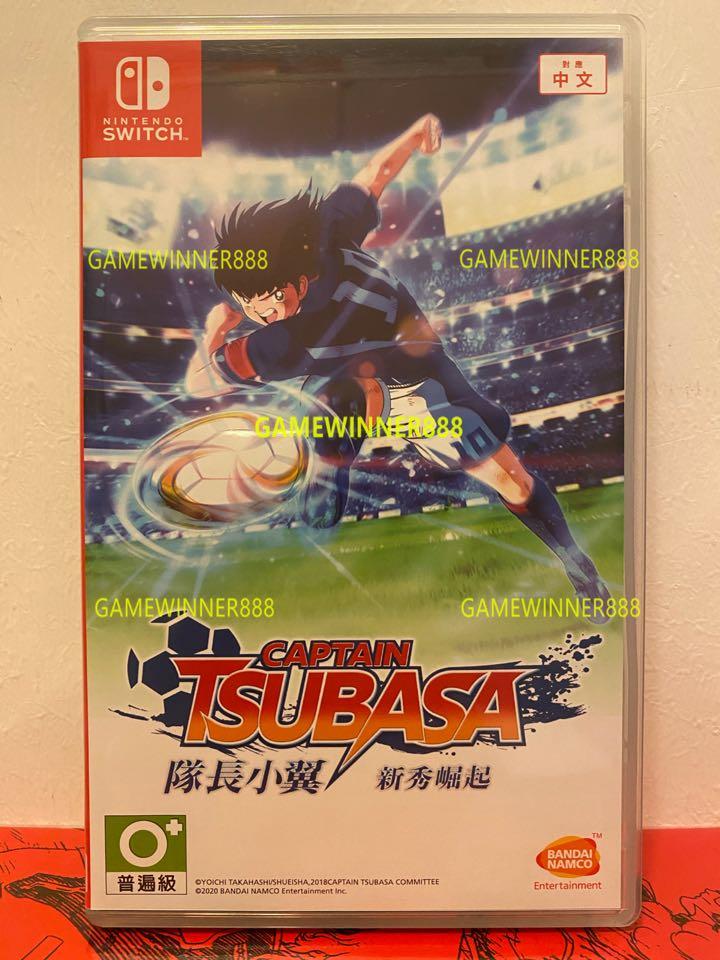 NINTENDO
SWITCH™
對應
中文
GAMEWINNER888
GAMEWINNER888
GAMEWINNER888
GAMEWINNER888
GAMEWINNER888
CAPTAIN
TSUBASA
隊長小翼 新秀崛起
0+
普遍級
©YOICHI TAKAHASHI/SHUEISHA,2018CAPTAIN TSUBASA COMMITTEE
©2020 BANDAI NAMCO Entertainment Inc.
BANDAI
NAMCO
™
Entertainment